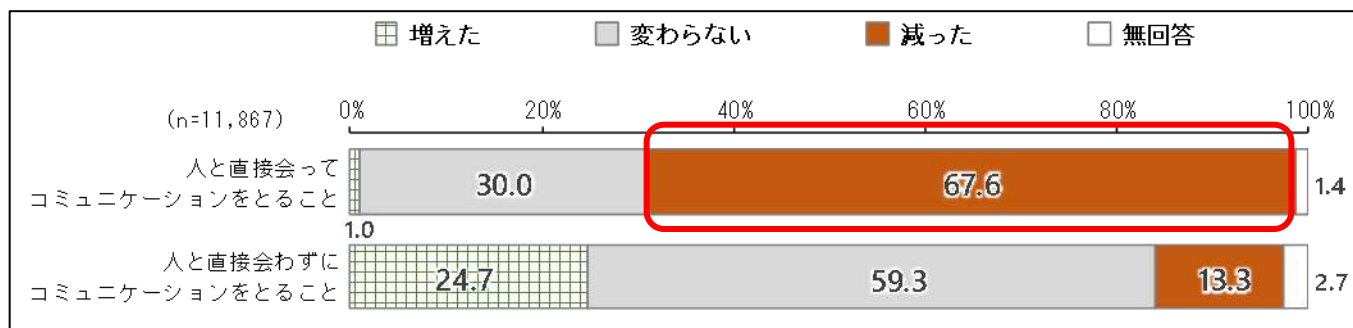 増えた 変わらない 減った 無回答
(n=11,867) 0% 20% 40% 60% 80% 100%
人と直接会って
コミュニケーションをとること
30.0 67.6 1.4
1.0
人と直接会わずに
コミュニケーションをとること
24.7 59.3 13.3 2.7